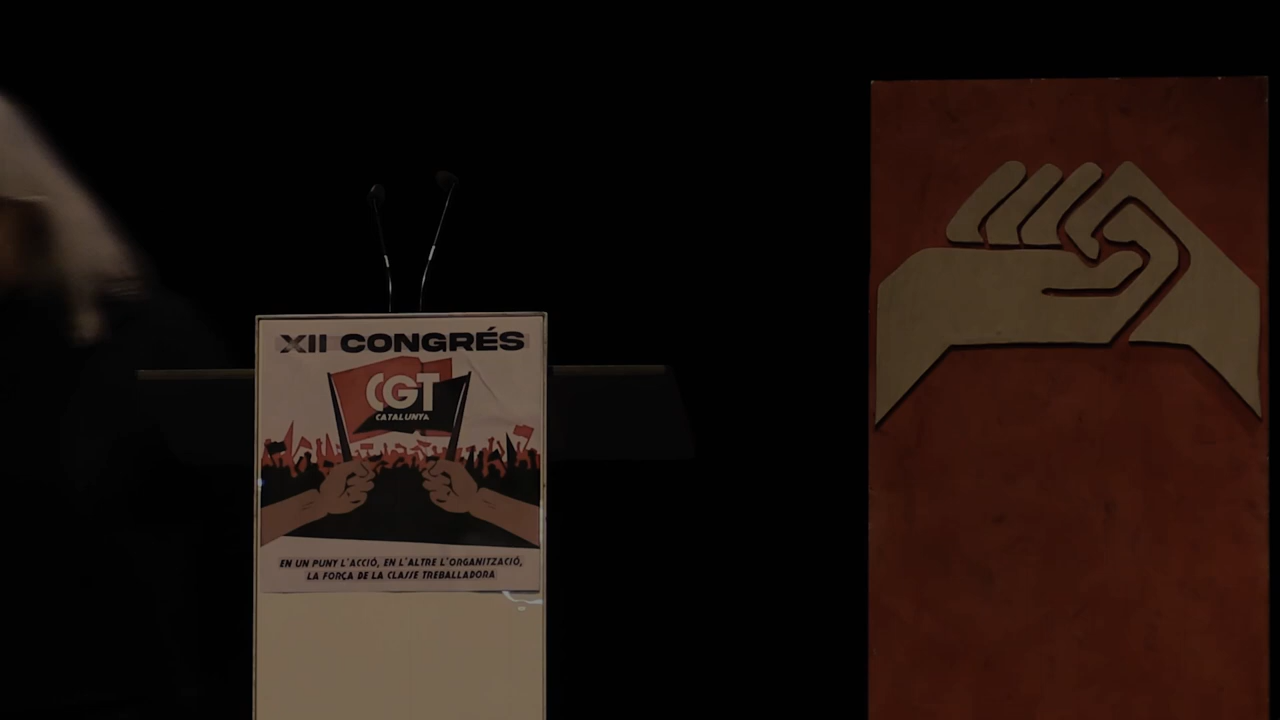 XII CONGRÉS
CGT
CATALUNYA
EN UN PUNY L'ACCIÓ, EN L'ALTRE L'ORGANITZACIÓ,
LA FORÇA DE LA CLASSE TREBALLADORA